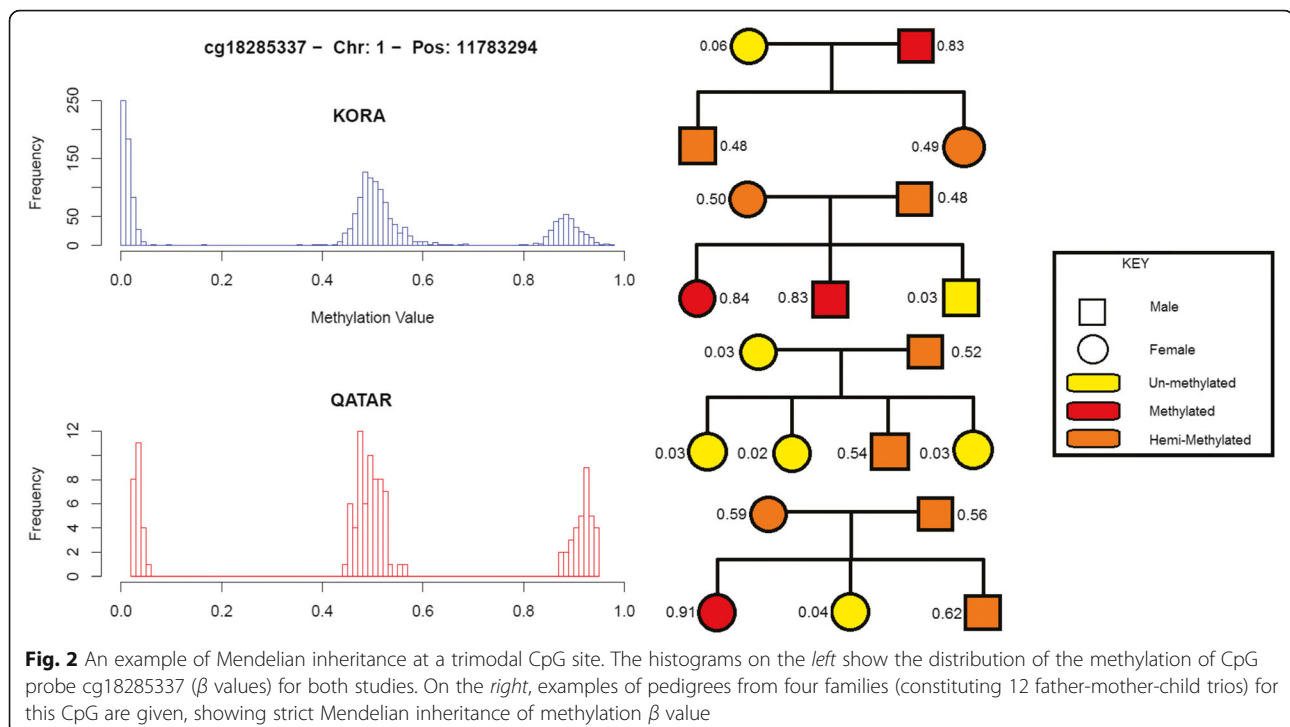 cg18285337 – Chr: 1 – Pos: 11783294
KORA
Frequency
250
150
50
0
0.0 0.2 0.4 0.6 0.8 1.0
Methylation Value
QATAR
Frequency
12
10
8
6
4
2
0
0.0 0.2 0.4 0.6 0.8 1.0
0.06 0.83
0.48 0.49
0.50 0.48
0.84 0.83 0.03
0.03 0.52
0.03 0.02 0.54 0.03
0.59 0.56
0.91 0.04 0.62
KEY
Male
Female
Un-methylated
Methylated
Hemi-Methylated
Fig. 2 An example of Mendelian inheritance at a trimodal CpG site. The histograms on the left show the distribution of the methylation of CpG
probe cg18285337 (β values) for both studies. On the right, examples of pedigrees from four families (constituting 12 father-mother-child trios) for
this CpG are given, showing strict Mendelian inheritance of methylation β value